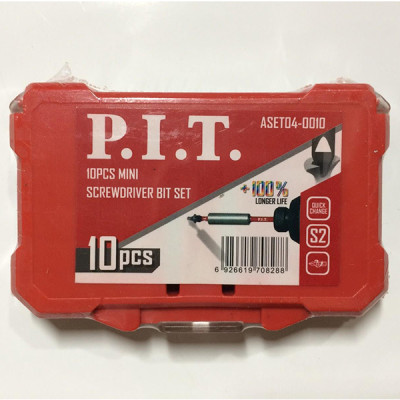 P.I.T.
ASET04-0010
10PCS MINI
SCREWDRIVER BIT SET
+100%
LONGER LIFE
QUICK
CHANGE
S2
10pcs
6 926619 708288